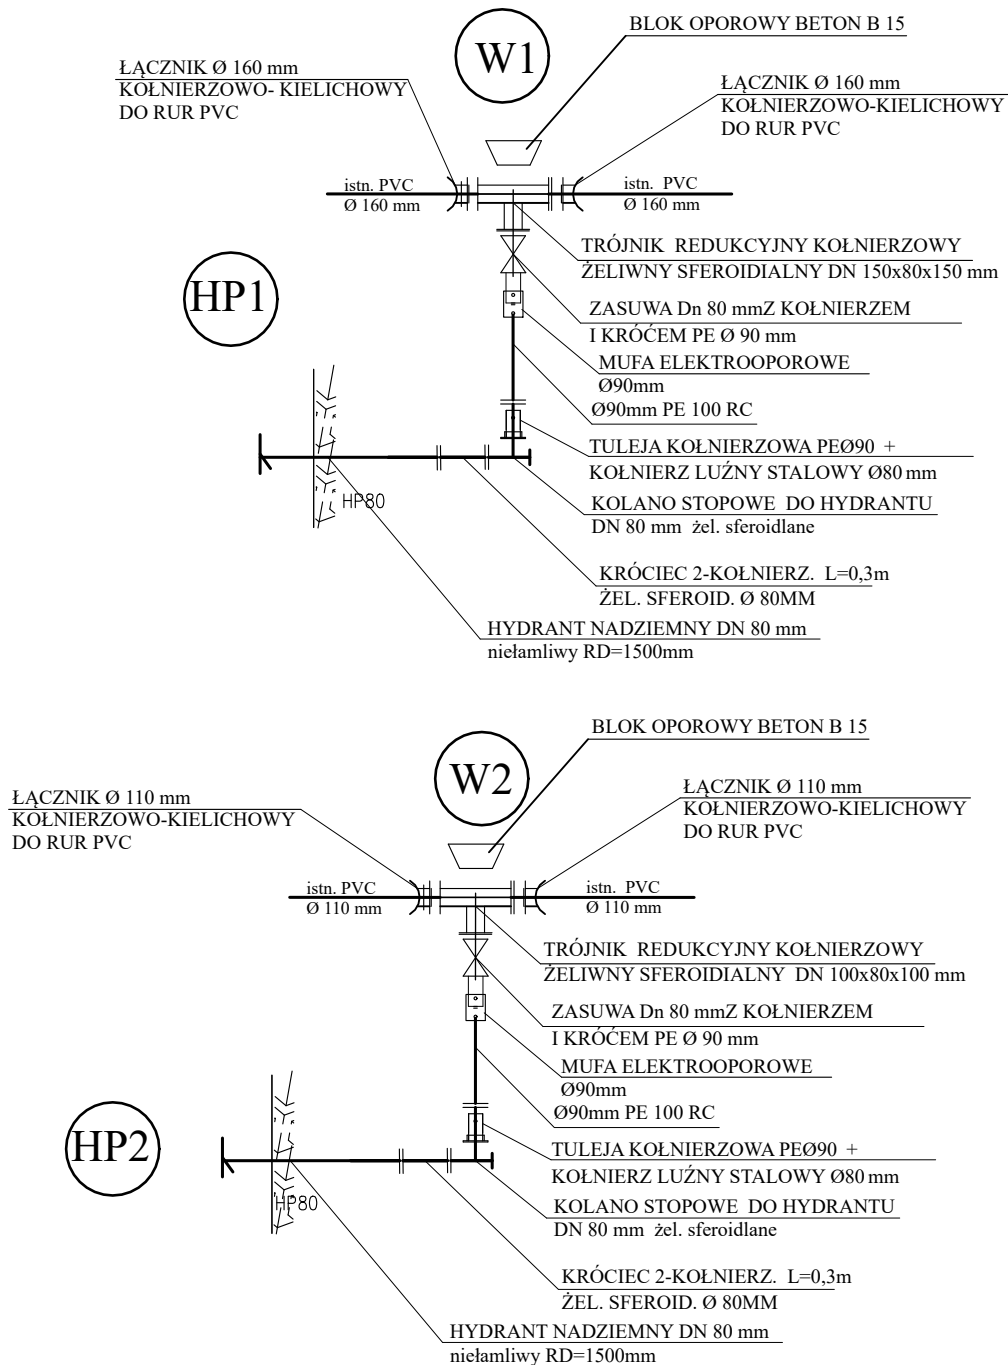 BLOK OPOROWY BETON B 15
W1
ŁĄCZNIK Ø 160 mm
KOŁNIERZOWO- KIELICHOWY
DO RUR PVC
ŁĄCZNIK Ø 160 mm
KOŁNIERZOWO-KIELICHOWY
DO RUR PVC
istn. PVC
Ø 160 mm
istn. PVC
Ø 160 mm
TRÓJNIK REDUKCYJNY KOŁNIERZOWY
ŻELIWNY SFEROIDIALNY DN 150x80x150 mm
HP1
ZASUWA Dn 80 mmZ KOŁNIERZEM
I KRÓĆEM PE Ø 90 mm
MUFA ELEKTROOPOROWE
Ø90mm
Ø90mm PE 100 RC
TULEJA KOŁNIERZOWA PEØ90 +
KOŁNIERZ LUŹNY STALOWY Ø80 mm
HP80
KOLANO STOPOWE DO HYDRANTU
DN 80 mm żel. sferoidlane
KRÓCIEC 2-KOŁNIERZ. L=0,3m
ŻEL. SFEROID. Ø 80MM
HYDRANT NADZIEMNY DN 80 mm
niełamliwy RD=1500mm
BLOK OPOROWY BETON B 15
W2
ŁĄCZNIK Ø 110 mm
KOŁNIERZOWO-KIELICHOWY
DO RUR PVC
ŁĄCZNIK Ø 110 mm
KOŁNIERZOWO-KIELICHOWY
DO RUR PVC
istn. PVC
Ø 110 mm
istn. PVC
Ø 110 mm
TRÓJNIK REDUKCYJNY KOŁNIERZOWY
ŻELIWNY SFEROIDIALNY DN 100x80x100 mm
ZASUWA Dn 80 mmZ KOŁNIERZEM
I KRÓĆEM PE Ø 90 mm
MUFA ELEKTROOPOROWE
Ø90mm
Ø90mm PE 100 RC
HP2
TULEJA KOŁNIERZOWA PEØ90 +
KOŁNIERZ LUŹNY STALOWY Ø80 mm
HP80
KOLANO STOPOWE DO HYDRANTU
DN 80 mm żel. sferoidlane
KRÓCIEC 2-KOŁNIERZ. L=0,3m
ŻEL. SFEROID. Ø 80MM
HYDRANT NADZIEMNY DN 80 mm
niełamliwy RD=1500mm